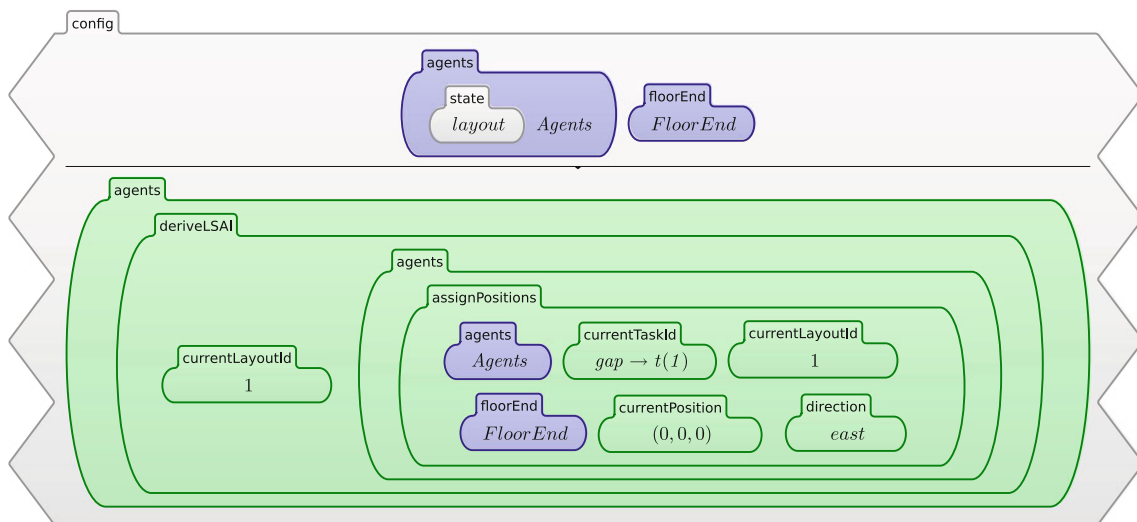 config
agents
state
layout Agents
floorEnd
FloorEnd
agents
deriveLSAI
currentLayoutId
1
agents
assignPositions
agents
Agents
currentTaskId
gap → t(1)
currentLayoutId
1
floorEnd
FloorEnd
currentPosition
(0, 0, 0)
direction
east